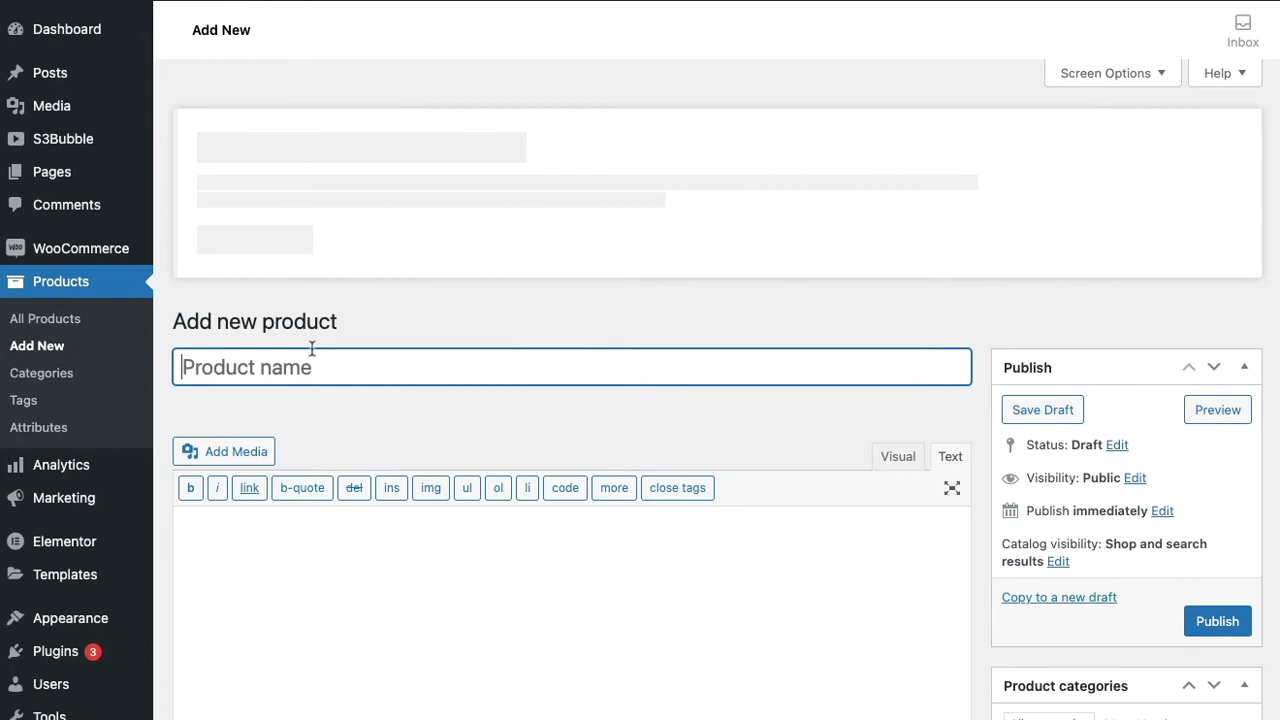 Dashboard
Posts
Media
S3Bubble
Pages
Comments
WOO WooCommerce
Products
All Products
Add New
Categories
Tags
Attributes
Analytics
Marketing
Elementor
Templates
Appearance
Plugins 3
Users
Tools
Add New
Inbox
Screen Options
Help
Add new product
Product name
Add Media
Visual
Text
b
i
link
b-quote
del
ins
img
ul
ol
li
code
more
close tags
Publish
Save Draft
Preview
Status: Draft Edit
Visibility: Public Edit
Publish immediately Edit
Catalog visibility: Shop and search
results Edit
Copy to a new draft
Publish
Product categories